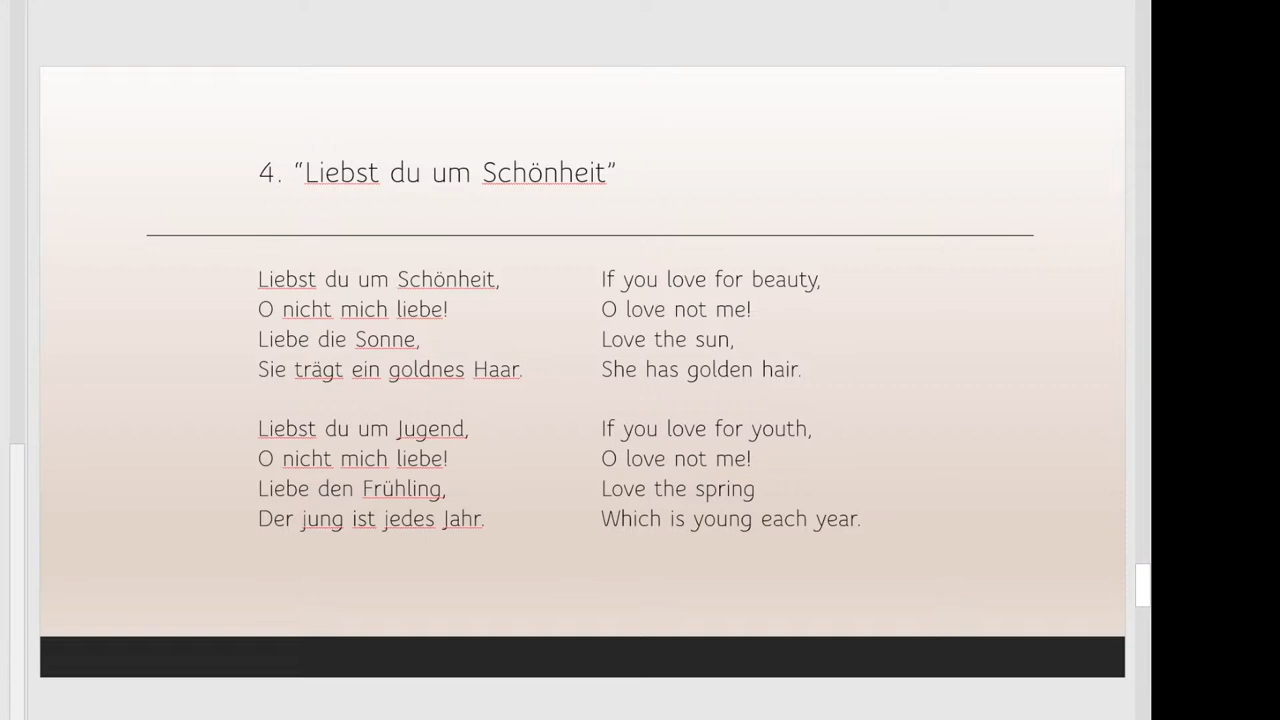 4. “Liebst du um Schönheit”
Liebst du um Schönheit,
O nicht mich liebe!
Liebe die Sonne,
Sie trägt ein goldnes Haar.
Liebst du um Jugend,
O nicht mich liebe!
Liebe den Frühling,
Der jung ist jedes Jahr.
If you love for beauty,
O love not me!
Love the sun,
She has golden hair.
If you love for youth,
O love not me!
Love the spring
Which is young each year.